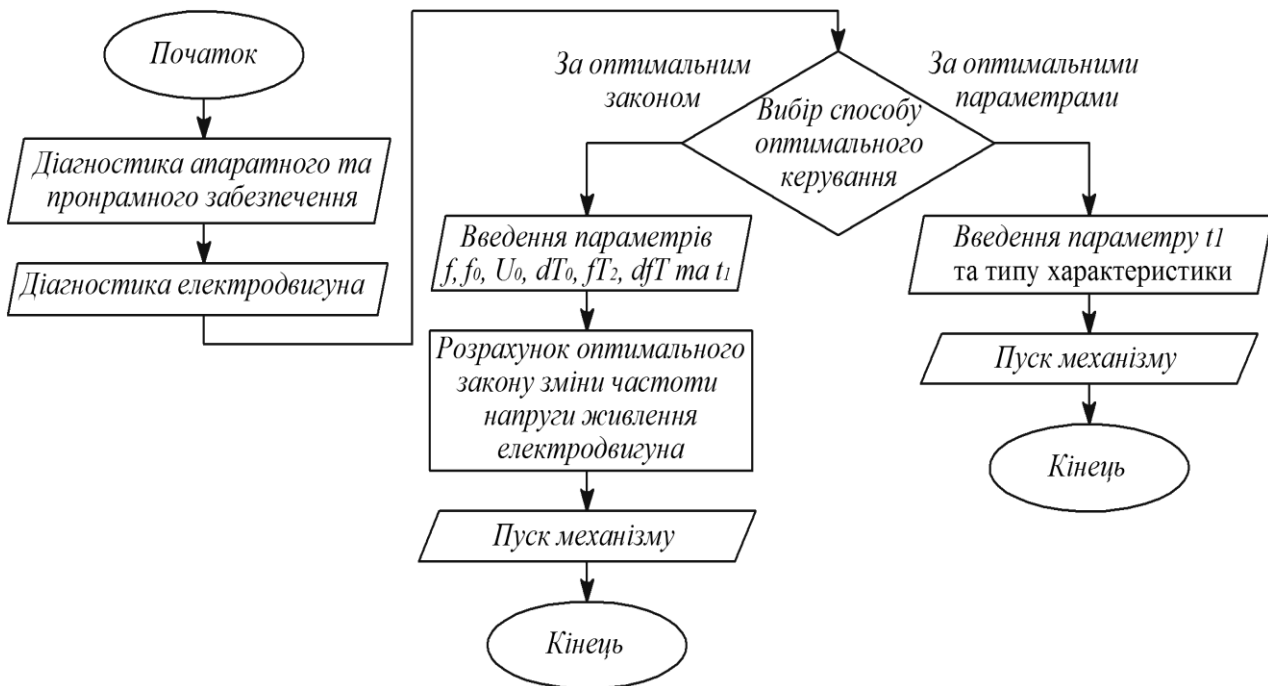 Початок
Діагностика апаратного та
пронрамного забезпечення
Діагностика електродвигуна
За оптимальним
законом
Вибір способу
оптимального
керування
За оптимальними
параметрами
Введення параметрів
f, f₀, U₀, dT₀, fT₂, dfT та t₁
Розрахунок оптимального
закону зміни частоти
напруги живлення
електродвигуна
Пуск механізму
Кінець
Введення параметру t1
та типу характеристики
Пуск механізму
Кінець